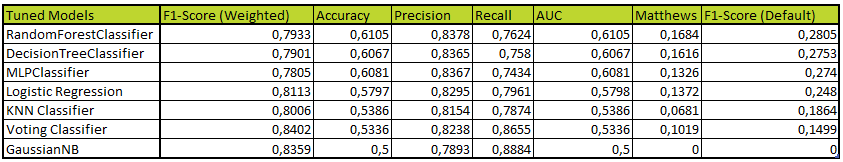 Tuned Models F1-Score (Weighted) Accuracy Precision Recall AUC Matthews F1-Score (Default)
RandomForestClassifier 0,7933 0,6105 0,8378 0,7624 0,6105 0,1684 0,2805
DecisionTreeClassifier 0,7901 0,6067 0,8365 0,758 0,6067 0,1616 0,2753
MLPClassifier 0,7805 0,6081 0,8367 0,7434 0,6081 0,1326 0,274
Logistic Regression 0,8113 0,5797 0,8295 0,7961 0,5798 0,1372 0,248
KNN Classifier 0,8006 0,5386 0,8154 0,7874 0,5386 0,0681 0,1864
Voting Classifier 0,8402 0,5336 0,8238 0,8655 0,5336 0,1019 0,1499
GaussianNB 0,8359 0,5 0,7893 0,8884 0,5 0 0